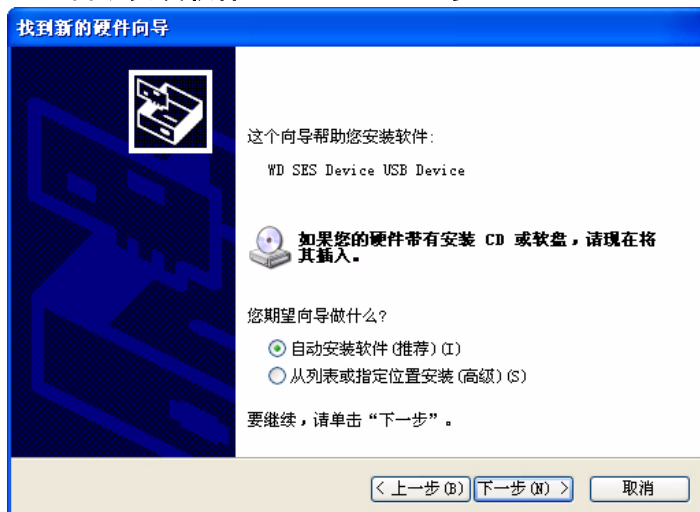 找到新的硬件向导
这个向导帮助您安装软件:
WD SES Device USB Device
如果您的硬件带有安装 CD 或软盘，请现在将
其插入。
您期望向导做什么?
自动安装软件(推荐)(I)
从列表或指定位置安装(高级)(S)
要继续，请单击“下一步”。
< 上一步(B) 下一步(N) > 取消